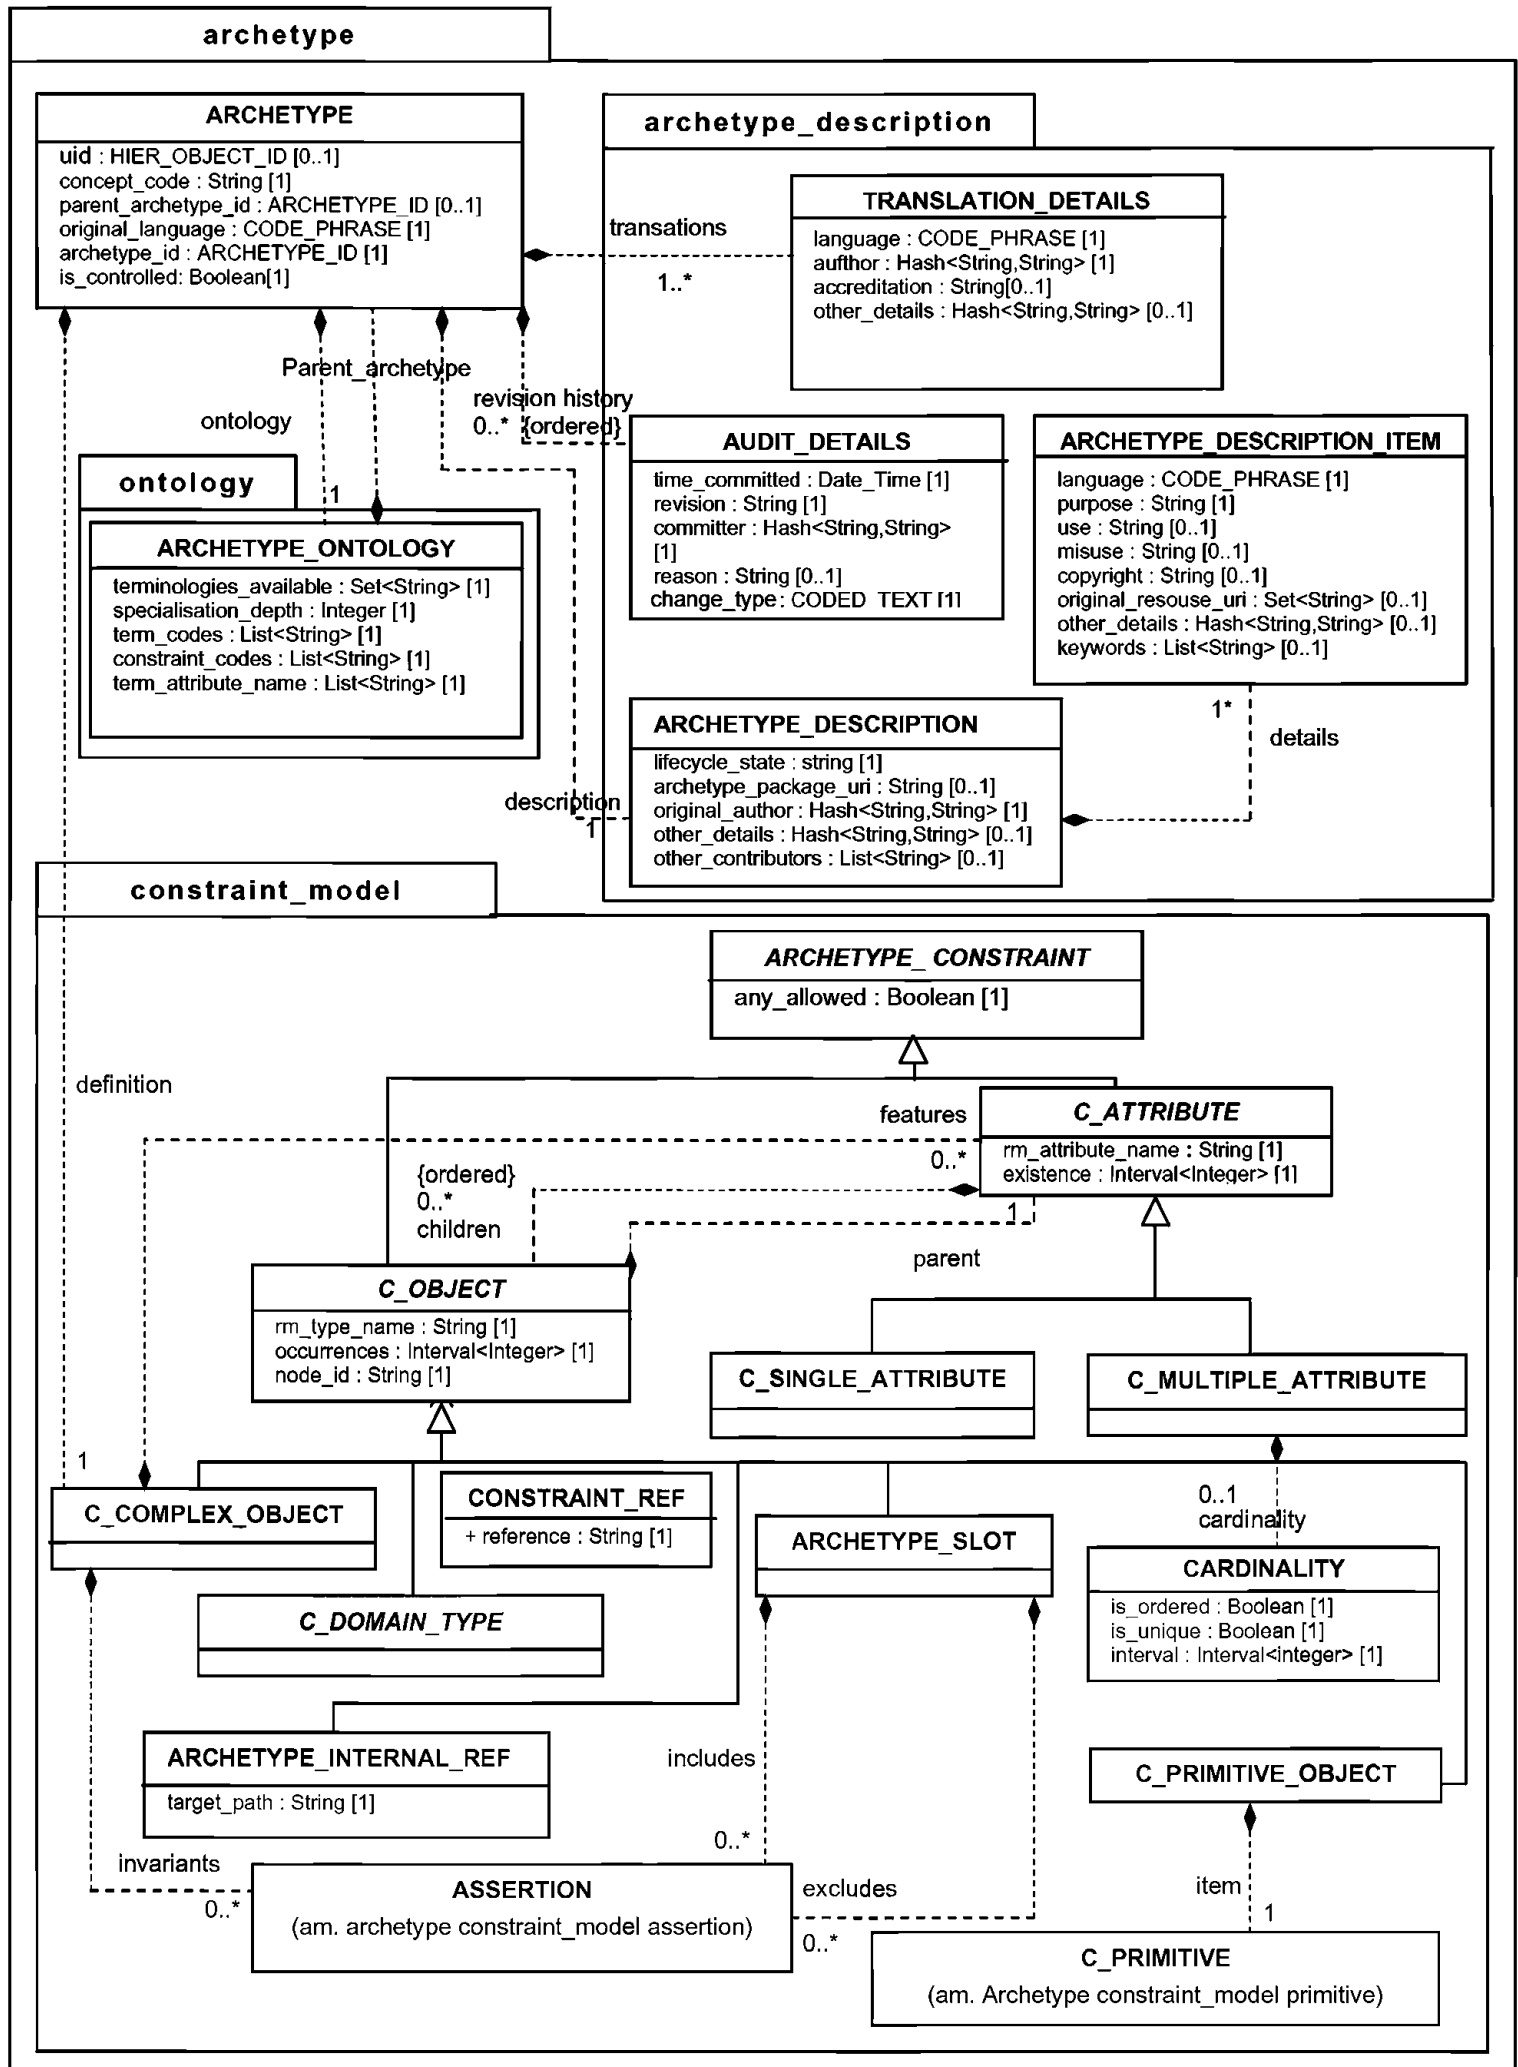 archetype
ARCHETYPE
uid : HIER_OBJECT_ID [0..1]
concept_code : String [1]
parent_archetype_id : ARCHETYPE_ID [0..1]
original_language : CODE_PHRASE [1]
archetype_id : ARCHETYPE_ID [1]
is_controlled: Boolean[1]
archetype_description
transations
1..*
TRANSLATION_DETAILS
language : CODE_PHRASE [1]
aufthor : Hash<String,String> [1]
accreditation : String[0..1]
other_details : Hash<String,String> [0..1]
Parent_archetype
ontology
1
revision history
0..* {ordered}
AUDIT_DETAILS
time_committed : Date_Time [1]
revision : String [1]
committer : Hash<String,String>
[1]
reason : String [0..1]
change_type: CODED_TEXT [1]
ARCHETYPE_DESCRIPTION_ITEM
language : CODE_PHRASE [1]
purpose : String [1]
use : String [0..1]
misuse : String [0..1]
copyright : String [0..1]
original_resouse_uri : Set<String> [0..1]
other_details : Hash<String,String> [0..1]
keywords : List<String> [0..1]
ontology
ARCHETYPE_ONTOLOGY
terminologies_available : Set<String> [1]
specialisation_depth : Integer [1]
term_codes : List<String> [1]
constraint_codes : List<String> [1]
term_attribute_name : List<String> [1]
1*
details
description
1
ARCHETYPE_DESCRIPTION
lifecycle_state : string [1]
archetype_package_uri : String [0..1]
original_author : Hash<String,String> [1]
other_details : Hash<String,String> [0..1]
other_contributors : List<String> [0..1]
constraint_model
ARCHETYPE_ CONSTRAINT
any_allowed : Boolean [1]
definition
1
features
0..*
C_ATTRIBUTE
rm_attribute_name : String [1]
existence : Interval<Integer> [1]
{ordered}
0..*
children
1
parent
C_OBJECT
rm_type_name : String [1]
occurrences : Interval<Integer> [1]
node_id : String [1]
C_SINGLE_ATTRIBUTE
C_MULTIPLE_ATTRIBUTE
C_COMPLEX_OBJECT
CONSTRAINT_REF
+ reference : String [1]
ARCHETYPE_SLOT
0..1
cardinality
CARDINALITY
is_ordered : Boolean [1]
is_unique : Boolean [1]
interval : Interval<integer> [1]
C_DOMAIN_TYPE
ARCHETYPE_INTERNAL_REF
target_path : String [1]
includes
0..*
C_PRIMITIVE_OBJECT
invariants
0..*
ASSERTION
(am. archetype constraint_model assertion)
excludes
0..*
item
1
C_PRIMITIVE
(am. Archetype constraint_model primitive)